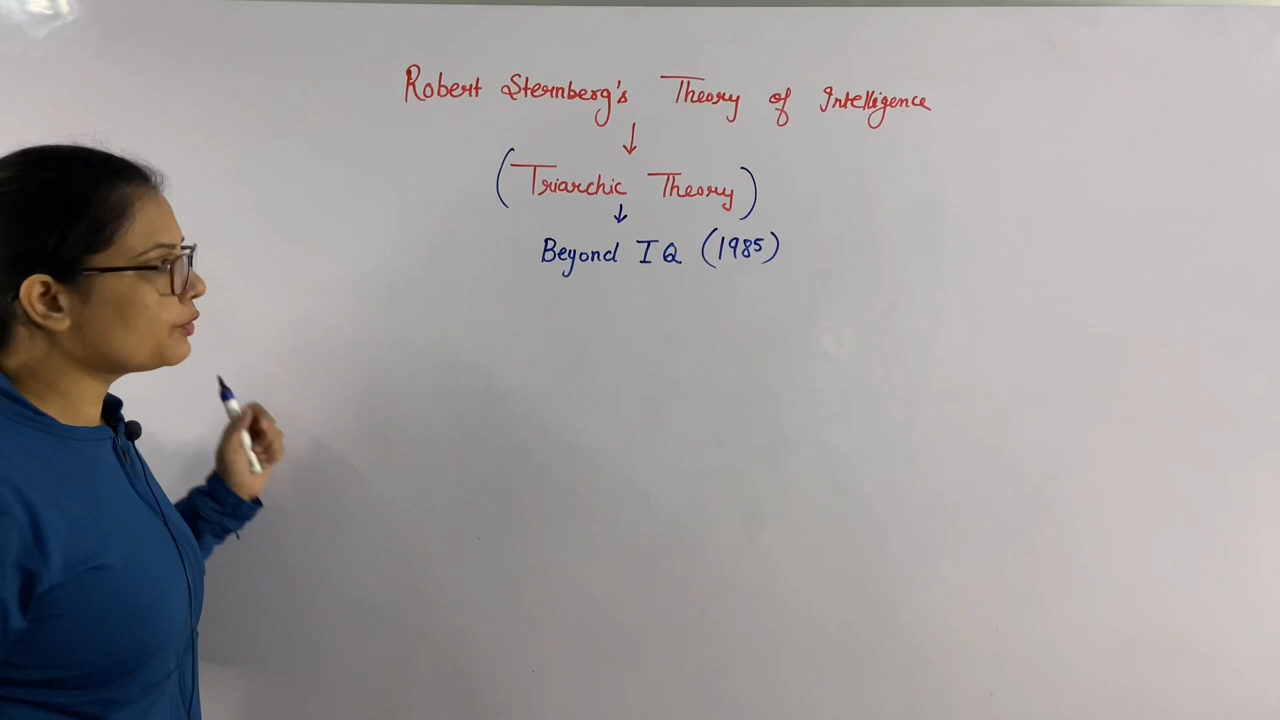 Robert Sternberg's Theory of Intelligence
↓
(Triarchic Theory)
↓
Beyond IQ (1985)